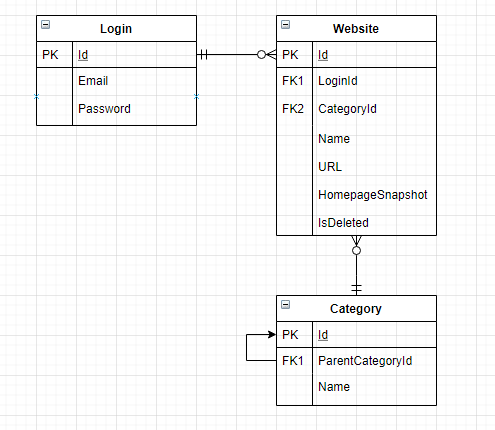 Login
PK Id
Email
Password
Website
PK Id
FK1 LoginId
FK2 CategoryId
Name
URL
HomepageSnapshot
IsDeleted
Category
PK Id
FK1 ParentCategoryId
Name